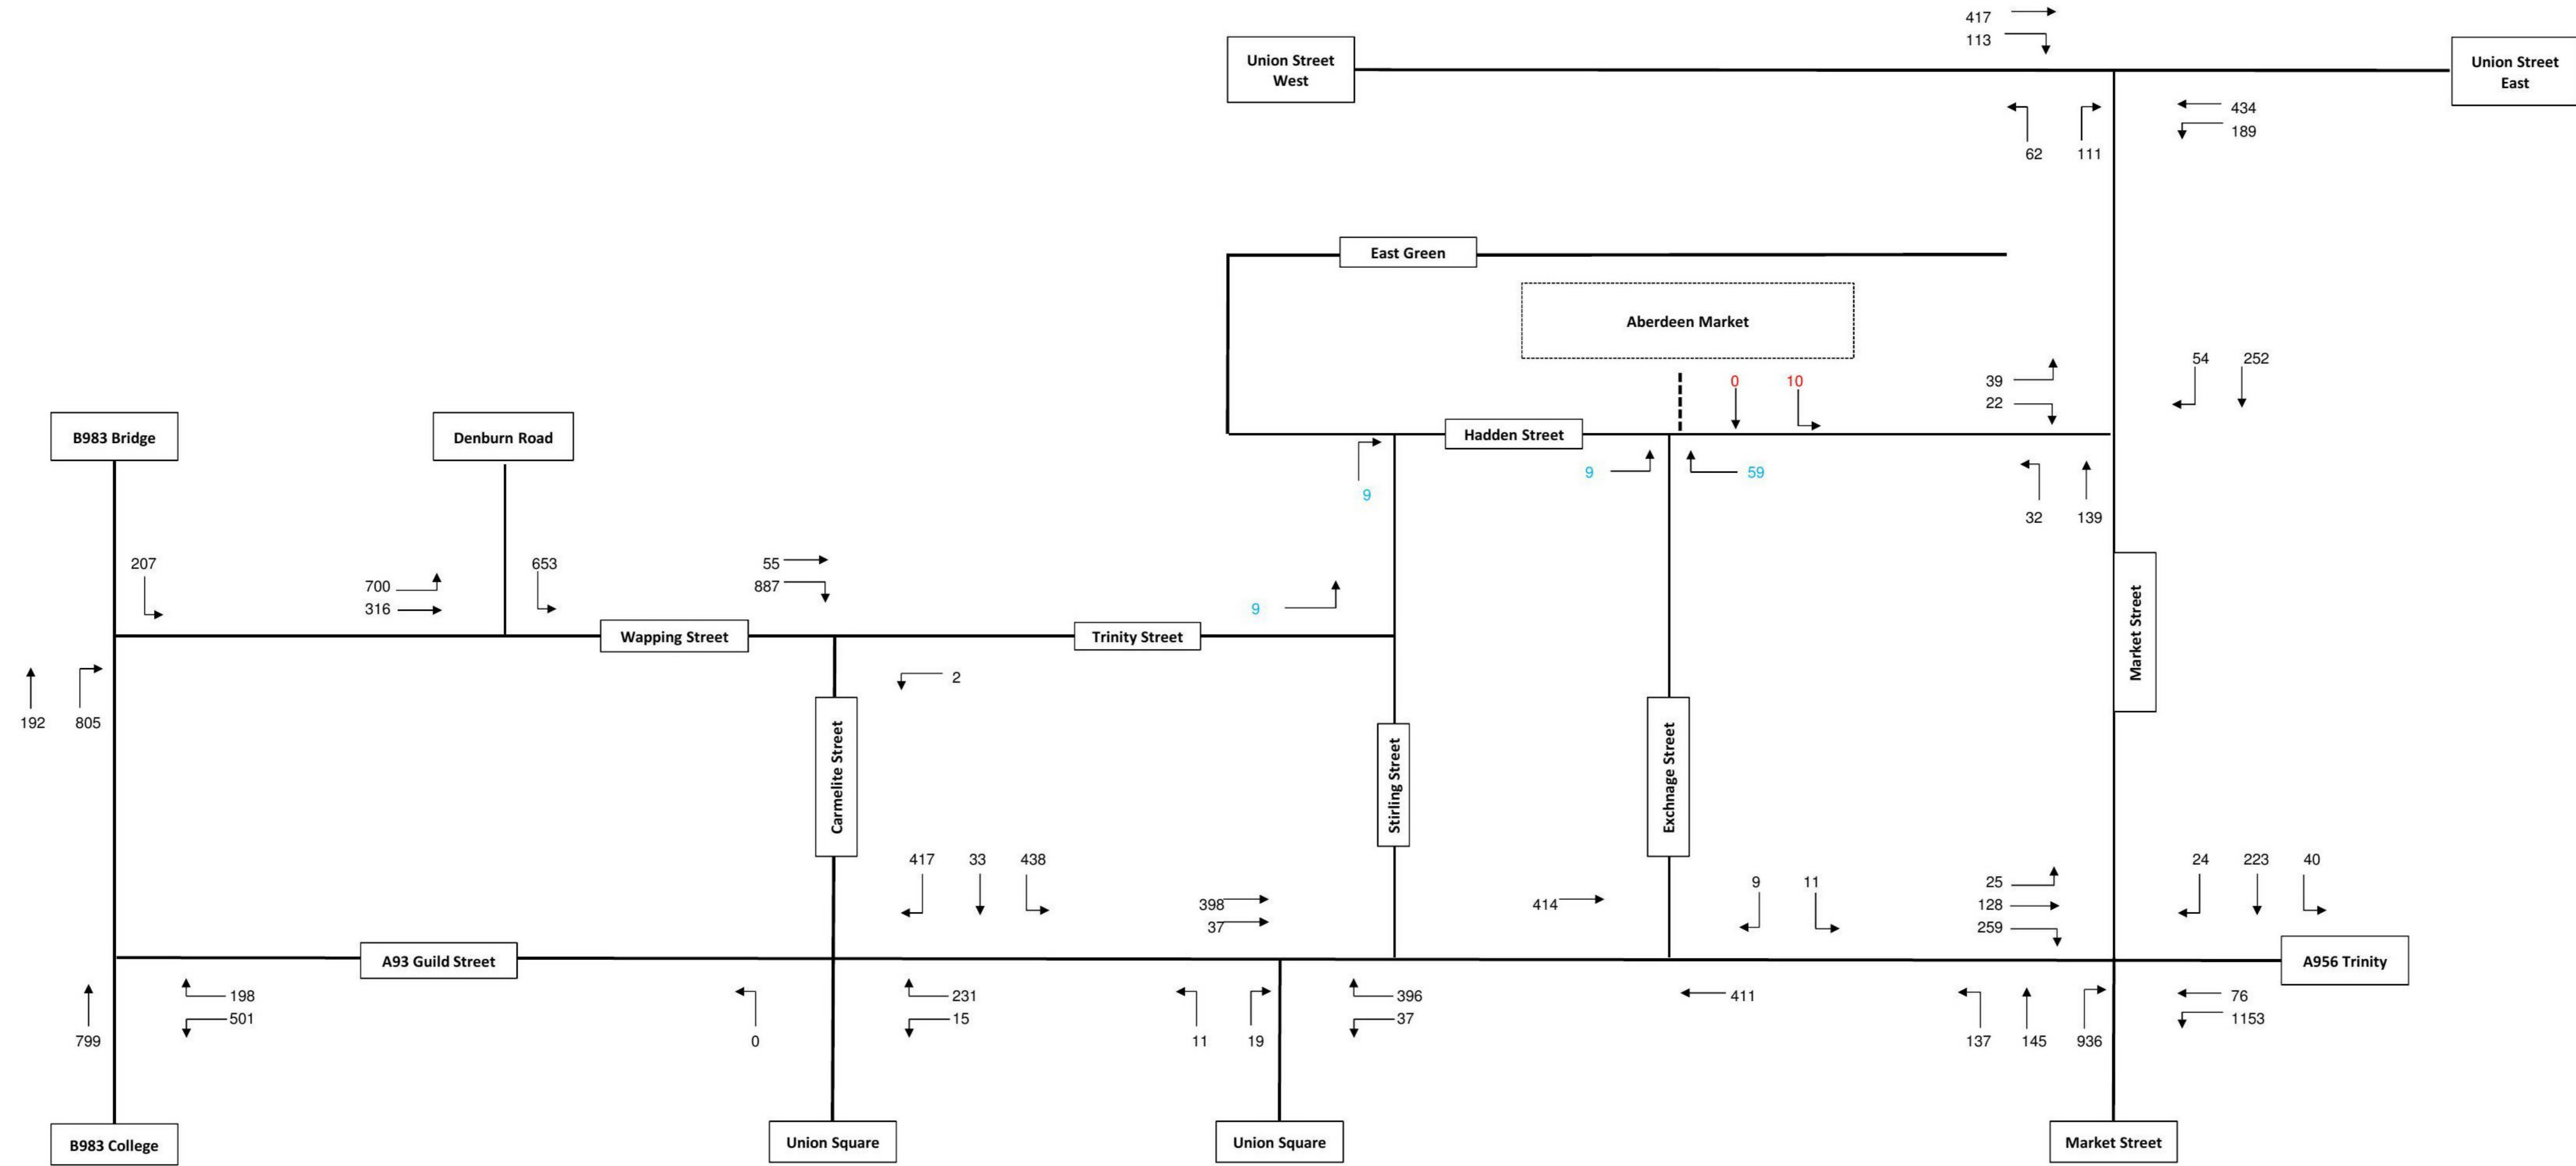 417
113
Union Street
West
Union Street
East
434
189
62 111
East Green
Aberdeen Market
54 252
0 10
39
22
B983 Bridge
Denburn Road
Hadden Street
9
59
9
32 139
207
653
55
887
700
316
9
Wapping Street
Trinity Street
Market Street
2
192 805
Carmelite Street
Stirling Street
Exchnage Street
417 33 438
24 223 40
398
37
414
9 11
25
128
259
A93 Guild Street
A956 Trinity
198
501
231
15
396
37
411
76
1153
799
0
11 19
137 145 936
B983 College
Union Square
Union Square
Market Street